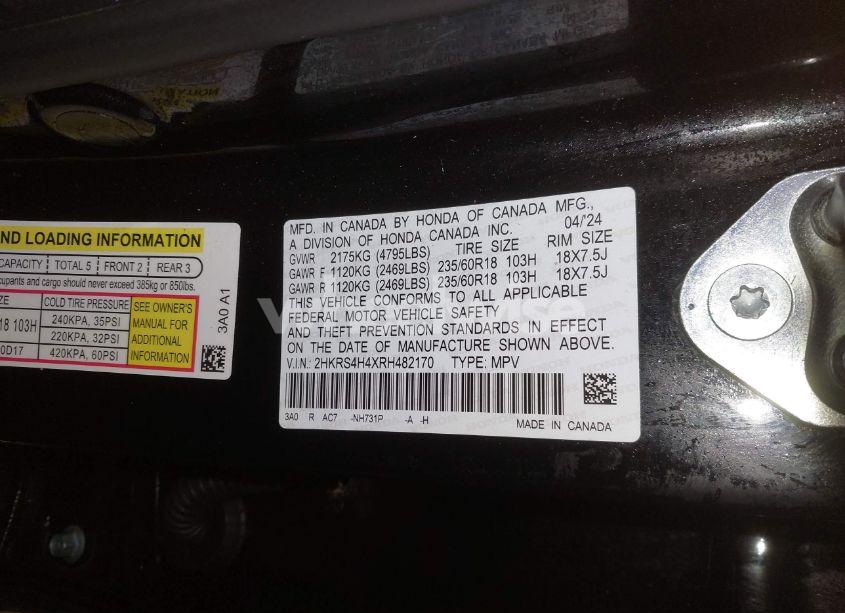 ND LOADING INFORMATION
CAPACITY TOTAL 5 FRONT 2 REAR 3
cupants and cargo should never exceed 385kg or 850lbs.
ZE COLD TIRE PRESSURE SEE OWNER'S MANUAL FOR ADDITIONAL INFORMATION
18 103H 240KPA, 35PSI
220KPA, 32PSI
0D17 420KPA, 60PSI
3A0 A1
MFD. IN CANADA BY HONDA OF CANADA MFG.,
A DIVISION OF HONDA CANADA INC. 04/'24
GVWR 2175KG (4795LBS) TIRE SIZE RIM SIZE
GAWR F 1120KG (2469LBS) 235/60R18 103H 18X7.5J
GAWR R 1120KG (2469LBS) 235/60R18 103H 18X7.5J
THIS VEHICLE CONFORMS TO ALL APPLICABLE
FEDERAL MOTOR VEHICLE SAFETY
AND THEFT PREVENTION STANDARDS IN EFFECT
ON THE DATE OF MANUFACTURE SHOWN ABOVE.
V.I.N.: 2HKRS4H4XRH482170 TYPE: MPV
3A0 R AC7 -NH731P -A -H
MADE IN CANADA